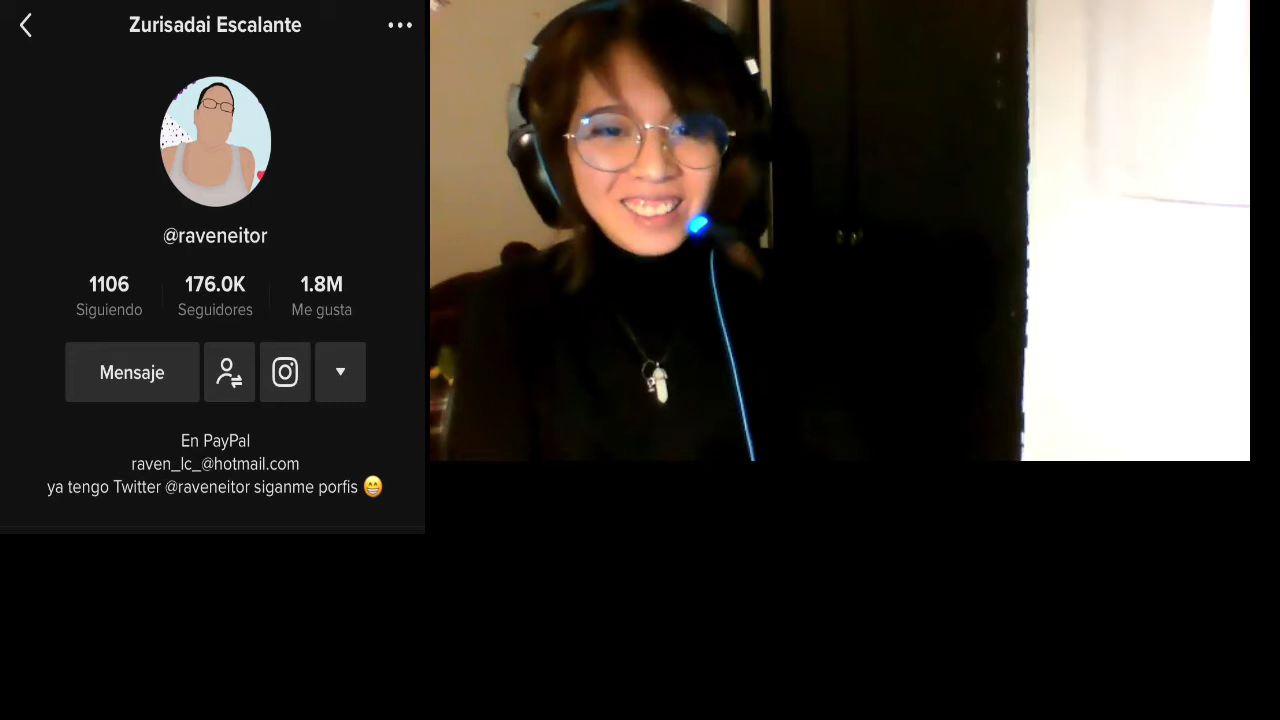 Zurisadai Escalante
@raveneitor
1106 176.0K 1.8M
Siguiendo Seguidores Me gusta
Mensaje
En PayPal
raven_lc_@hotmail.com
ya tengo Twitter @raveneitor siganme porfis 😁